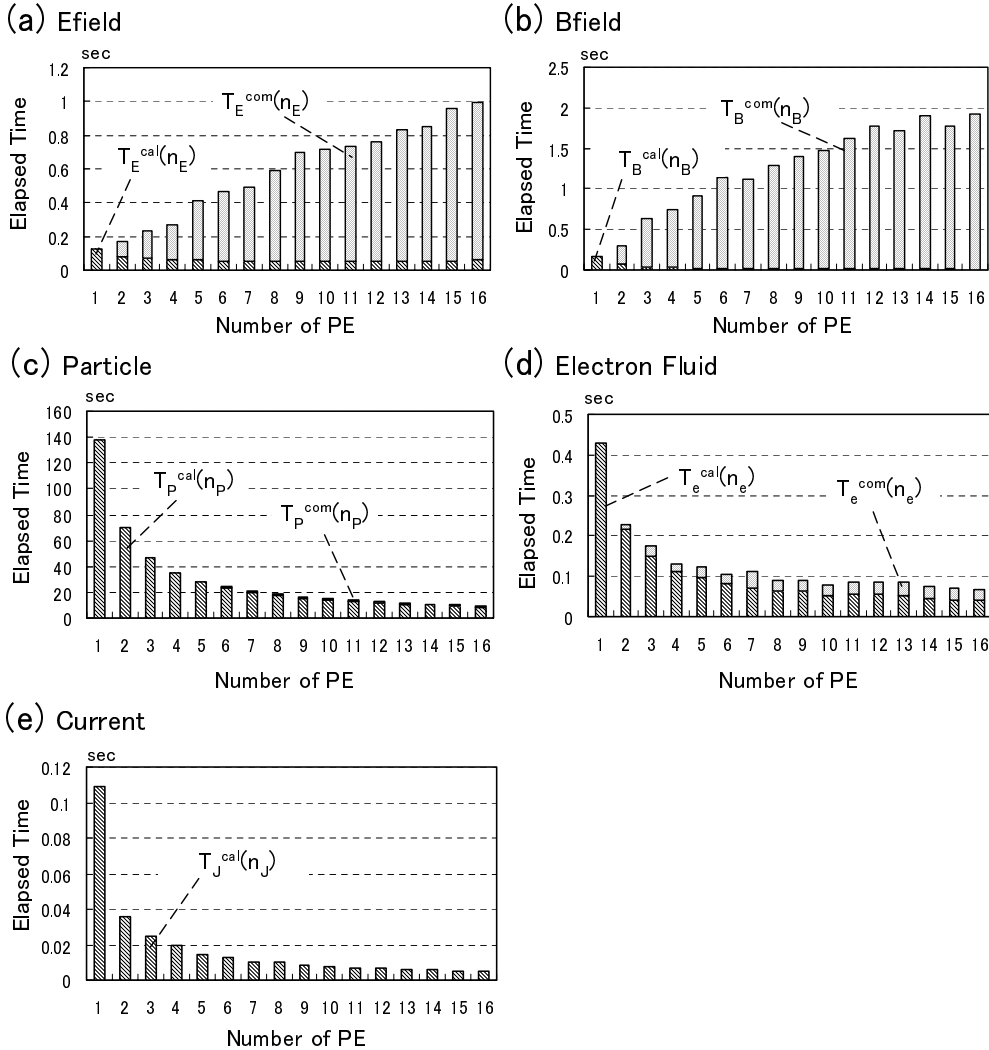 (a) Efield
sec
1.2
1
0.8
0.6
0.4
0.2
0
Elapsed Time
T_E^com(n_E)
T_E^cal(n_E)
1 2 3 4 5 6 7 8 9 10 11 12 13 14 15 16
Number of PE
(b) Bfield
sec
2.5
2
1.5
1
0.5
0
Elapsed Time
T_B^com(n_B)
T_B^cal(n_B)
1 2 3 4 5 6 7 8 9 10 11 12 13 14 15 16
Number of PE
(c) Particle
sec
160
140
120
100
80
60
40
20
0
Elapsed Time
T_P^cal(n_P)
T_P^com(n_P)
1 2 3 4 5 6 7 8 9 10 11 12 13 14 15 16
Number of PE
(d) Electron Fluid
sec
0.5
0.4
0.3
0.2
0.1
0
Elapsed Time
T_e^cal(n_e)
T_e^com(n_e)
1 2 3 4 5 6 7 8 9 10 11 12 13 14 15 16
Number of PE
(e) Current
sec
0.12
0.1
0.08
0.06
0.04
0.02
0
Elapsed Time
T_J^cal(n_J)
1 2 3 4 5 6 7 8 9 10 11 12 13 14 15 16
Number of PE